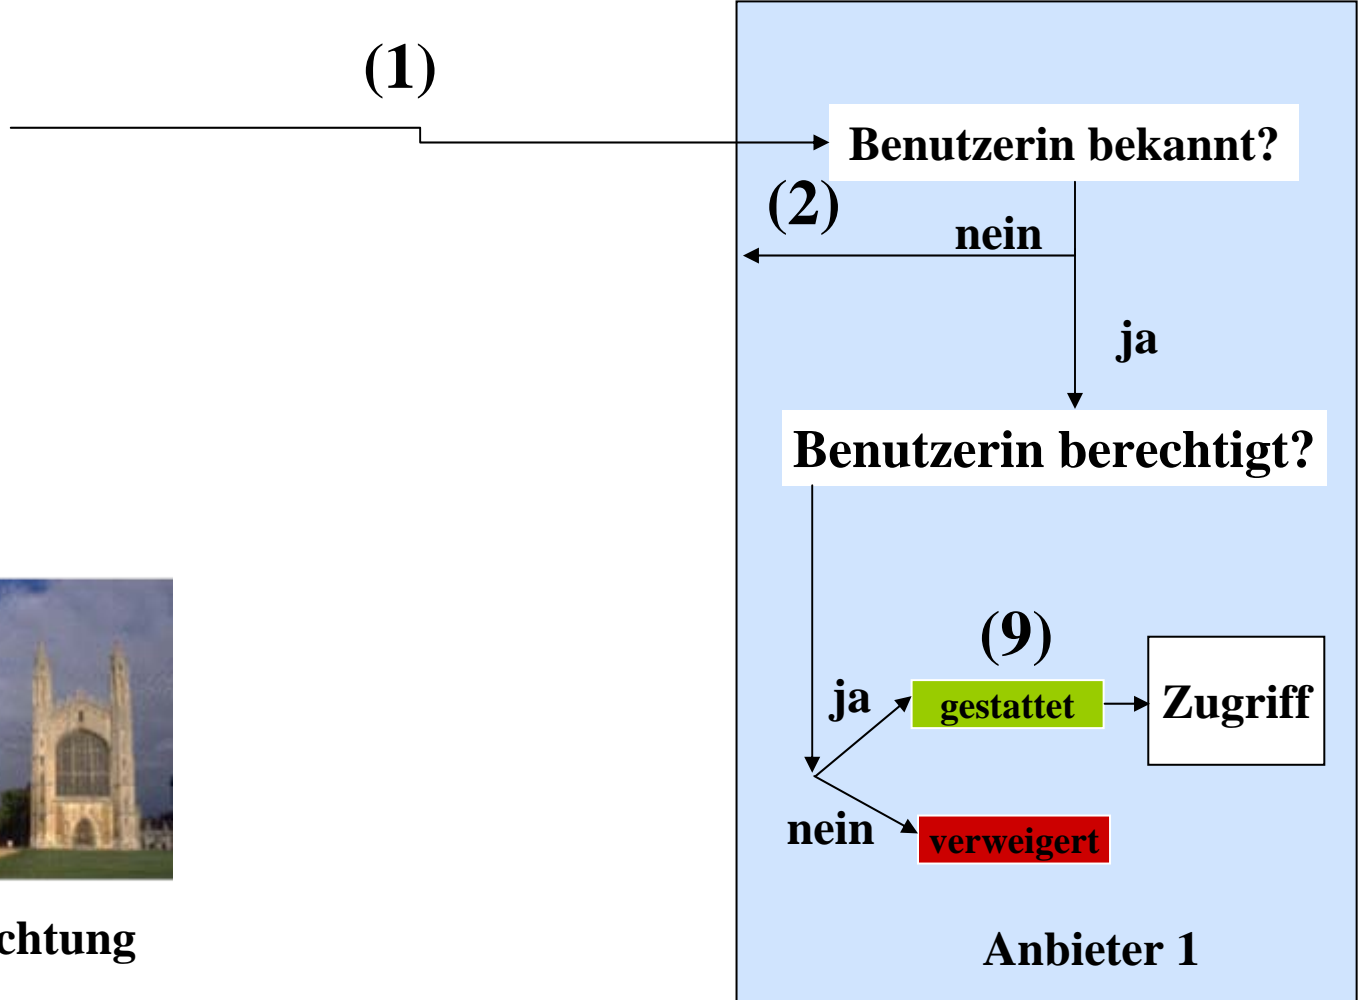 (1)
Benutzerin bekannt?
(2)
nein
ja
Benutzerin berechtigt?
(9)
ja
gestattet
Zugriff
nein
verweigert
chtung
Anbieter 1